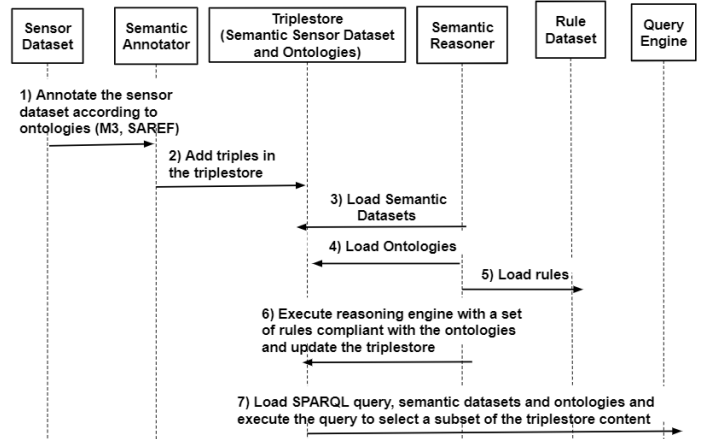 Sensor
Dataset
Semantic
Annotator
Triplestore
(Semantic Sensor Dataset
and Ontologies)
Semantic
Reasoner
Rule
Dataset
Query
Engine
1) Annotate the sensor
dataset according to
ontologies (M3, SAREF)
2) Add triples in
the triplestore
3) Load Semantic
Datasets
4) Load Ontologies
5) Load rules
6) Execute reasoning engine with a set
of rules compliant with the ontologies
and update the triplestore
7) Load SPARQL query, semantic datasets and ontologies and
execute the query to select a subset of the triplestore content